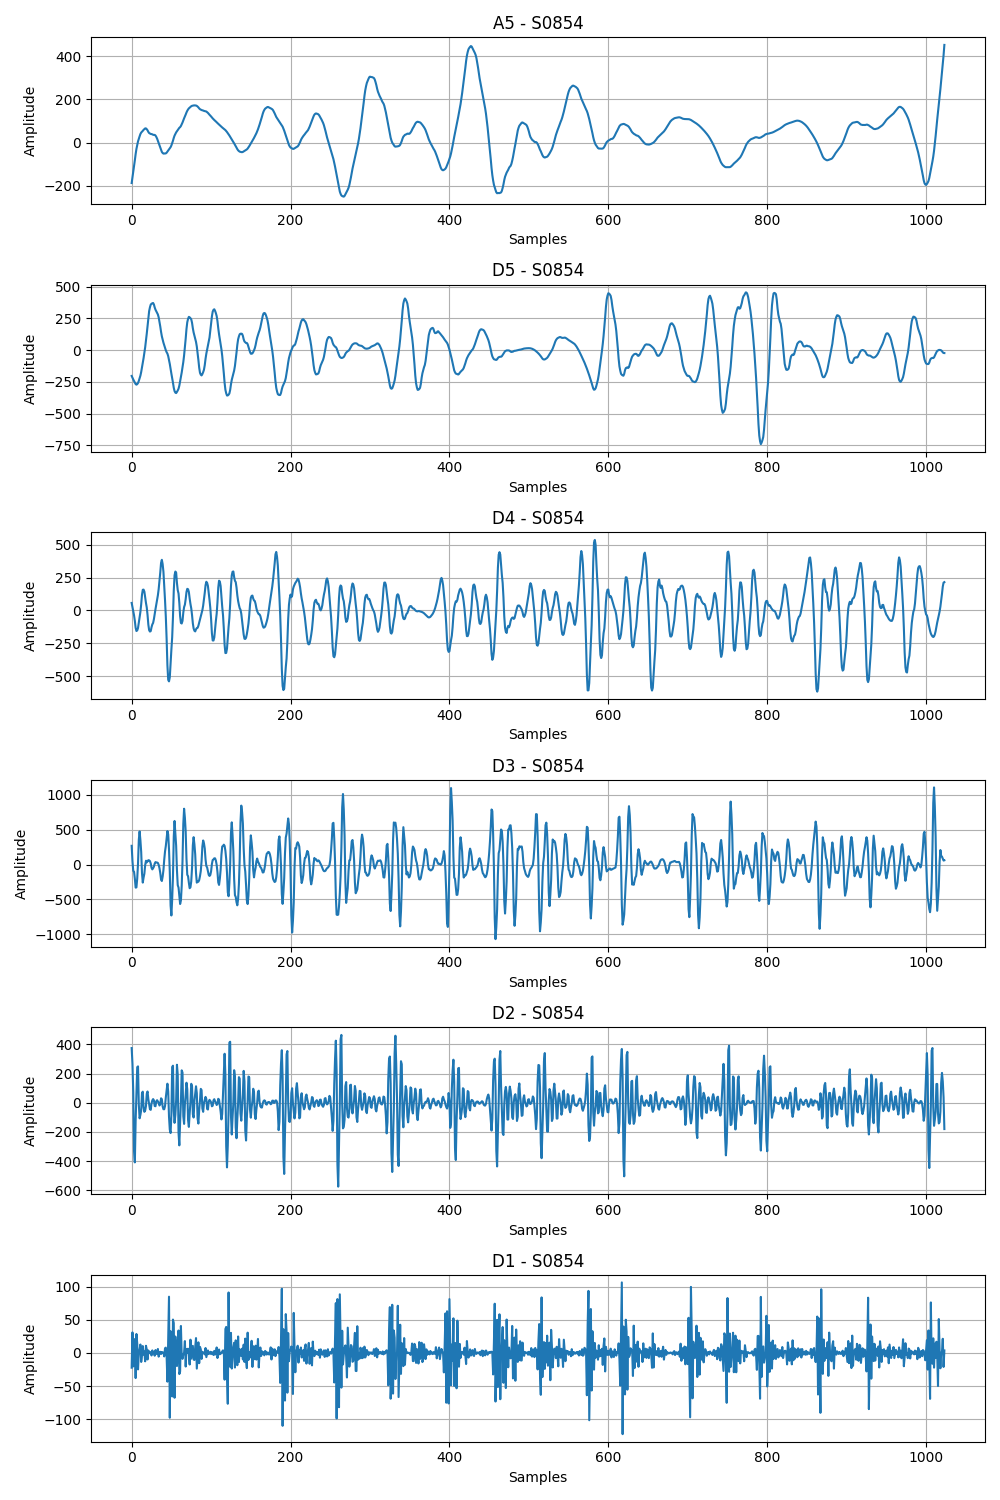 A5 - S0854
400
200
0
−200
Amplitude
0 200 400 600 800 1000
Samples
D5 - S0854
500
250
0
−250
−500
−750
Amplitude
0 200 400 600 800 1000
Samples
D4 - S0854
500
250
0
−250
−500
Amplitude
0 200 400 600 800 1000
Samples
D3 - S0854
1000
500
0
−500
−1000
Amplitude
0 200 400 600 800 1000
Samples
D2 - S0854
400
200
0
−200
−400
−600
Amplitude
0 200 400 600 800 1000
Samples
D1 - S0854
100
50
0
−50
−100
Amplitude
0 200 400 600 800 1000
Samples